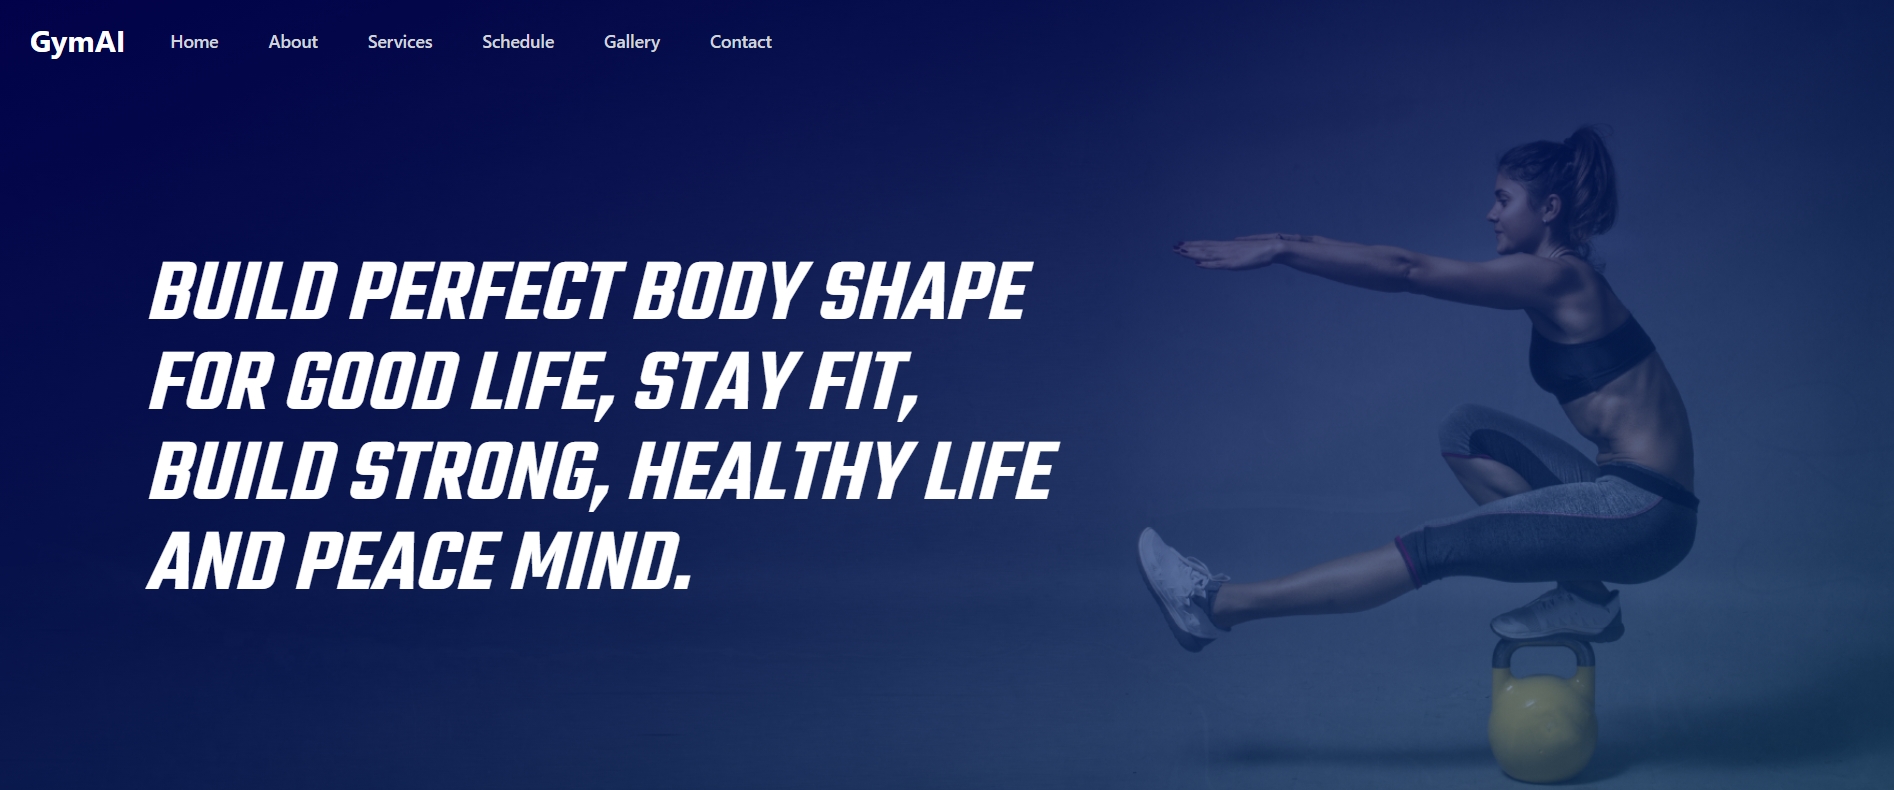 GymAI Home About Services Schedule Gallery Contact
BUILD PERFECT BODY SHAPE
FOR GOOD LIFE, STAY FIT,
BUILD STRONG, HEALTHY LIFE
AND PEACE MIND.